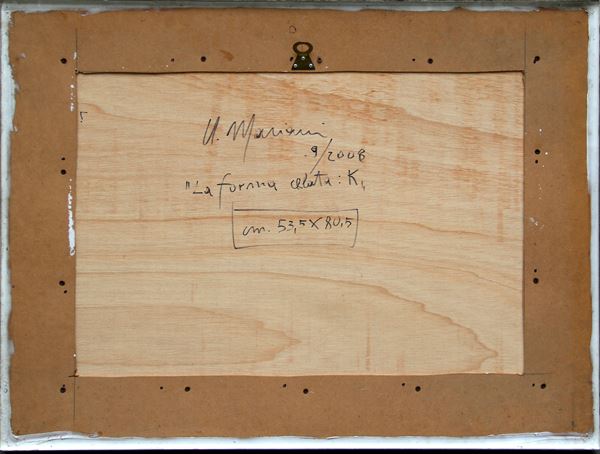 U. Mariani
9/2008
"La forma celata: K,
cm. 53,5 X 80,5